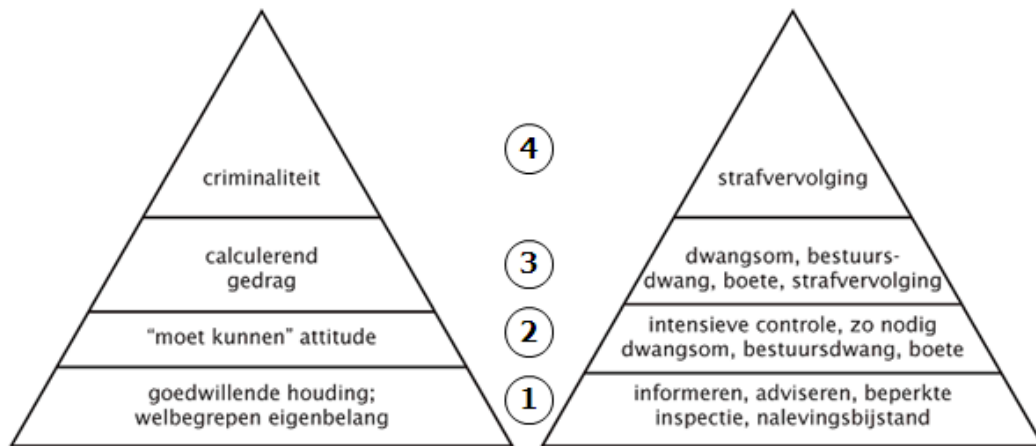 criminaliteit
calculerend
gedrag
"moet kunnen" attitude
goedwillende houding;
welbegrepen eigenbelang
4
3
2
1
strafvervolging
dwangsom, bestuurs-
dwang, boete, strafvervolging
intensieve controle, zo nodig
dwangsom, bestuursdwang, boete
informeren, adviseren, beperkte
inspectie, nalevingsbijstand